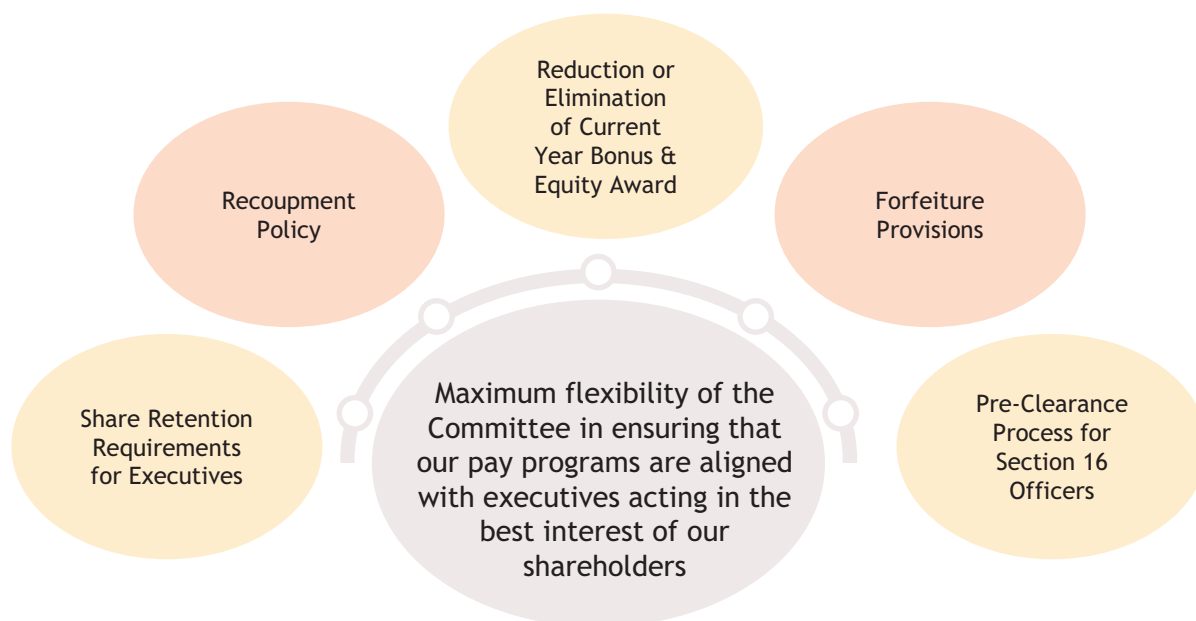 Reduction or
Elimination
of Current
Year Bonus &
Equity Award
Recoupment
Policy
Forfeiture
Provisions
Share Retention
Requirements
for Executives
Maximum flexibility of the
Committee in ensuring that
our pay programs are aligned
with executives acting in the
best interest of our
shareholders
Pre-Clearance
Process for
Section 16
Officers